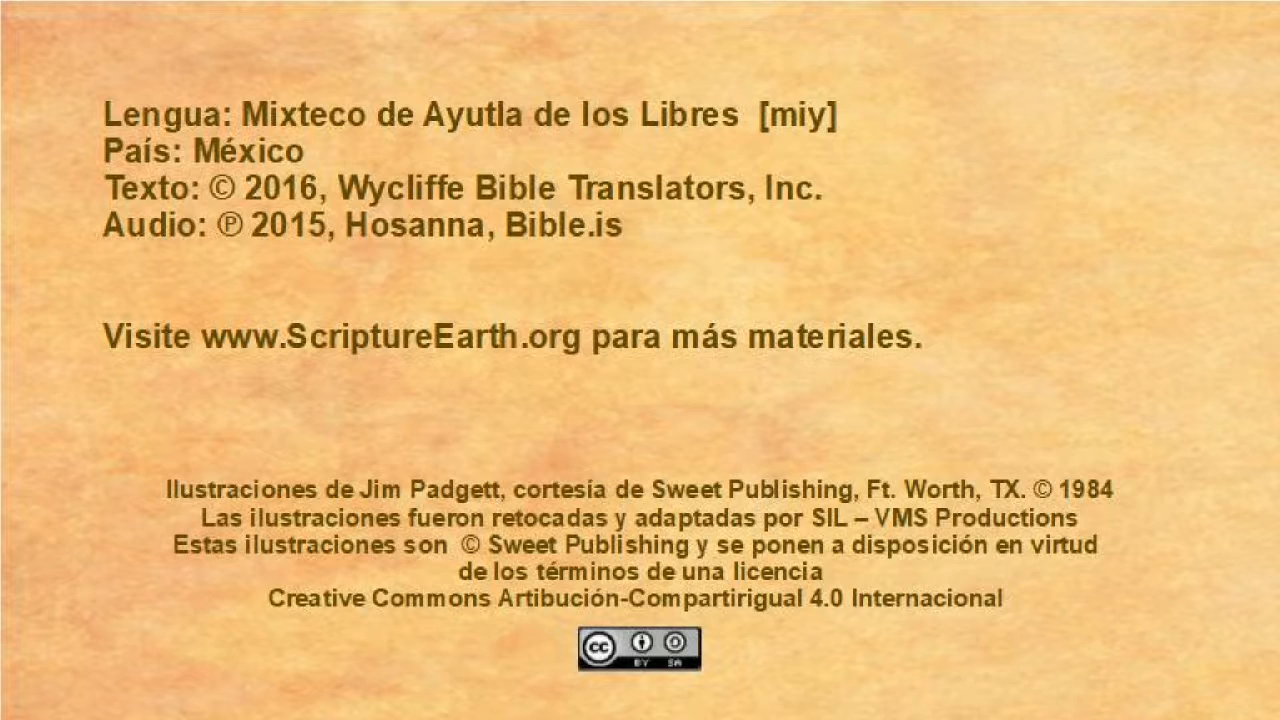 Lengua: Mixteco de Ayutla de los Libres [miy]
País: México
Texto: © 2016, Wycliffe Bible Translators, Inc.
Audio: ℗ 2015, Hosanna, Bible.is
Visite www.ScriptureEarth.org para más materiales.
Ilustraciones de Jim Padgett, cortesía de Sweet Publishing, Ft. Worth, TX. © 1984
Las ilustraciones fueron retocadas y adaptadas por SIL – VMS Productions
Estas ilustraciones son © Sweet Publishing y se ponen a disposición en virtud
de los términos de una licencia
Creative Commons Artibución-Compartirigual 4.0 Internacional
cc BY SA